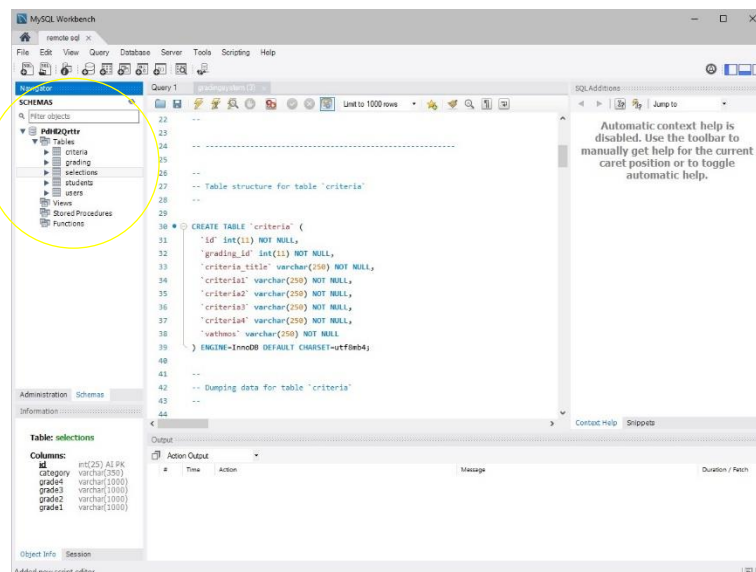 MySQL Workbench
remote sql
File Edit View Query Database Server Tools Scripting Help
Navigator
SCHEMAS
Filter objects
PdHl2Qrttr
Tables
criteria
grading
selections
students
users
Views
Stored Procedures
Functions
Administration Schemas
Information
Table: selections
Columns:
id int(25) AI PK
category varchar(350)
grade4 varchar(1000)
grade3 varchar(1000)
grade2 varchar(1000)
grade1 varchar(1000)
Object Info Session
Query 1
Limit to 1000 rows
22 --
23
24 -- --------------------------------------------------------
25
26 --
27 -- Table structure for table `criteria`
28 --
29
30 CREATE TABLE `criteria` (
31 `id` int(11) NOT NULL,
32 `grading_id` int(11) NOT NULL,
33 `criteria_title` varchar(250) NOT NULL,
34 `criteria1` varchar(250) NOT NULL,
35 `criteria2` varchar(250) NOT NULL,
36 `criteria3` varchar(250) NOT NULL,
37 `criteria4` varchar(250) NOT NULL,
38 `vathmos` varchar(250) NOT NULL
39 ) ENGINE=InnoDB DEFAULT CHARSET=utf8mb4;
40
41 --
42 -- Dumping data for table `criteria`
43 --
44
Output
Action Output
# Time Action Message Duration / Fetch
SQLAdditions
Jump to
Automatic context help is
disabled. Use the toolbar to
manually get help for the current
caret position or to toggle
automatic help.
Context Help Snippets
Added new script editor